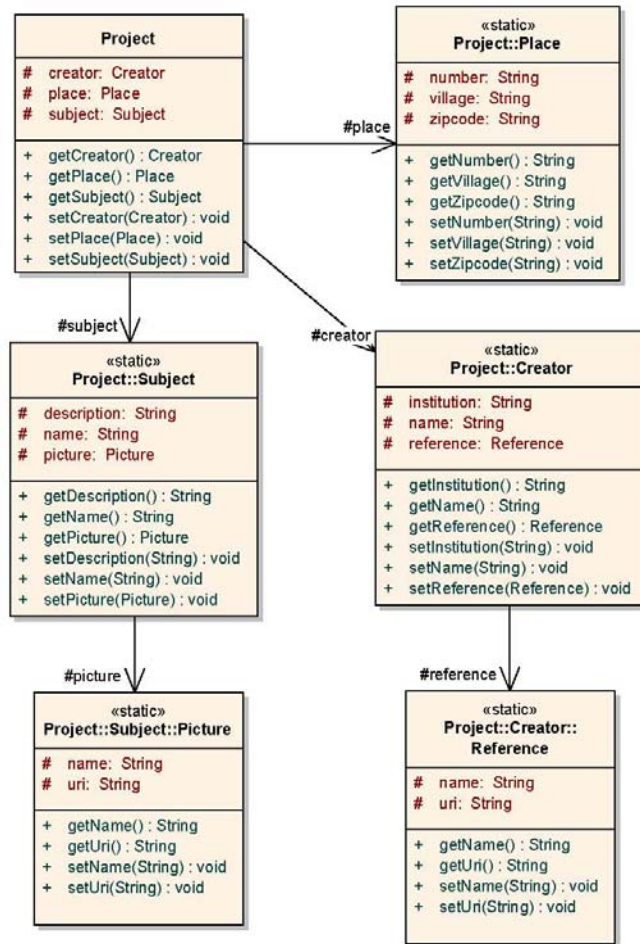 Project
# creator: Creator
# place: Place
# subject: Subject
+ getCreator() : Creator
+ getPlace() : Place
+ getSubject() : Subject
+ setCreator(Creator) : void
+ setPlace(Place) : void
+ setSubject(Subject) : void
#place
«static»
Project::Place
# number: String
# village: String
# zipcode: String
+ getNumber() : String
+ getVillage() : String
+ getZipcode() : String
+ setNumber(String) : void
+ setVillage(String) : void
+ setZipcode(String) : void
#subject
«static»
Project::Subject
# description: String
# name: String
# picture: Picture
+ getDescription() : String
+ getName() : String
+ getPicture() : Picture
+ setDescription(String) : void
+ setName(String) : void
+ setPicture(Picture) : void
#creator
«static»
Project::Creator
# institution: String
# name: String
# reference: Reference
+ getInstitution() : String
+ getName() : String
+ getReference() : Reference
+ setInstitution(String) : void
+ setName(String) : void
+ setReference(Reference) : void
#picture
«static»
Project::Subject::Picture
# name: String
# uri: String
+ getName() : String
+ getUri() : String
+ setName(String) : void
+ setUri(String) : void
#reference
«static»
Project::Creator::
Reference
# name: String
# uri: String
+ getName() : String
+ getUri() : String
+ setName(String) : void
+ setUri(String) : void